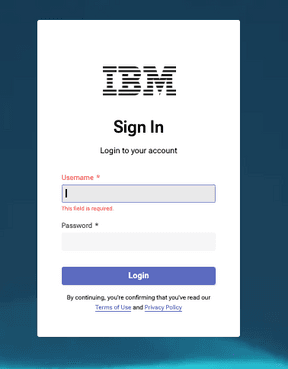 IBM
Sign In
Login to your account
Username *
This field is required.
Password *
Login
By continuing, you're confirming that you've read our
Terms of Use and Privacy Policy